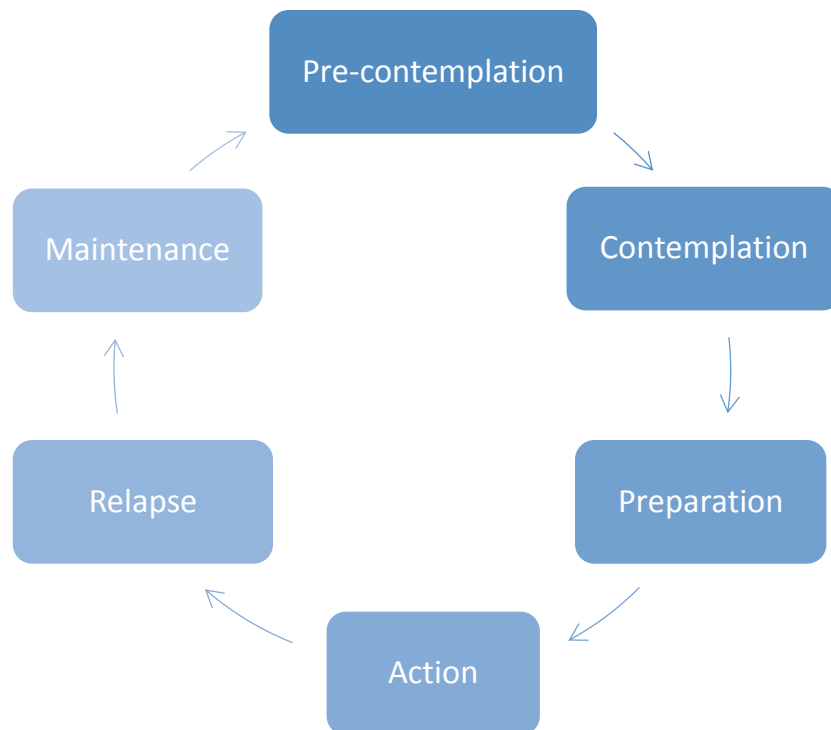 Pre-contemplation
Contemplation
Preparation
Action
Relapse
Maintenance